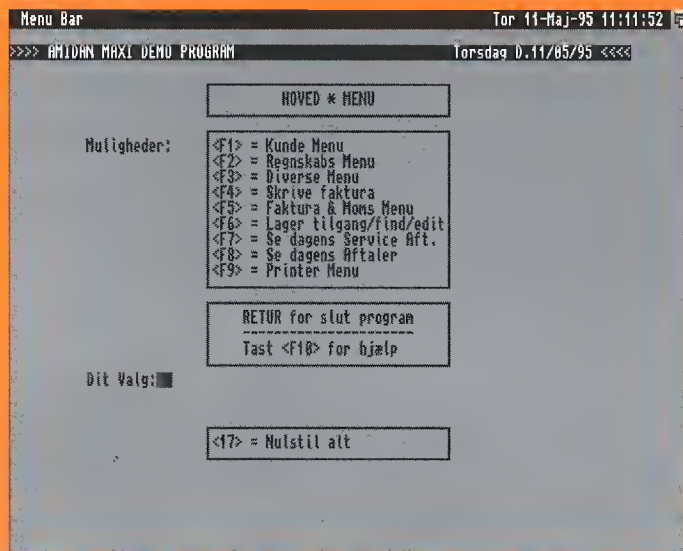 Menu Bar Tor 11-Maj-95 11:11:52
>>>> AMIDAN MAXI DEMO PROGRAM Torsdag D.11/05/95 <<<<
HOVED * MENU
Muligheder:
<F1> = Kunde Menu
<F2> = Regnskabs Menu
<F3> = Diverse Menu
<F4> = Skrive faktura
<F5> = Faktura & Moms Menu
<F6> = Lager tilgang/find/edit
<F7> = Se dagens Service Aft.
<F8> = Se dagens Aftaler
<F9> = Printer Menu
RETUR for slut program
--------------------
Tast <F10> for hjælp
Dit Valg:
<17> = Nulstil alt